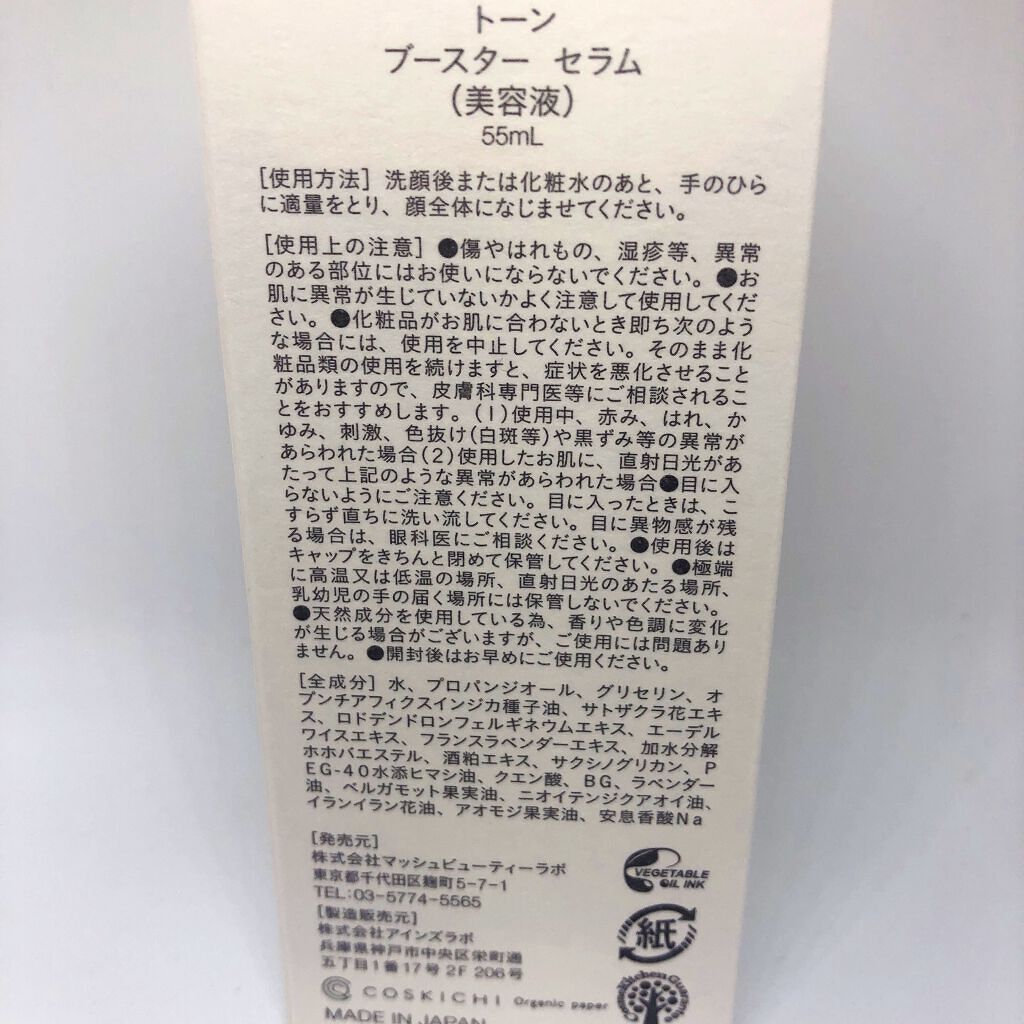 トーン
ブースター セラム
(美容液)
55mL
[使用方法] 洗顔後または化粧水のあと、手のひら
に適量をとり、顔全体になじませてください。
[使用上の注意] ●傷やはれもの、湿疹等、異常
のある部位にはお使いにならないでください。●お
肌に異常が生じていないかよく注意して使用してくだ
さい。●化粧品がお肌に合わないとき即ち次のよう
な場合には、使用を中止してください。そのまま化
粧品類の使用を続けますと、症状を悪化させること
がありますので、皮膚科専門医等にご相談されるこ
とをおすすめします。(1)使用中、赤み、はれ、か
ゆみ、刺激、色抜け(白斑等)や黒ずみ等の異常が
あらわれた場合(2)使用したお肌に、直射日光があ
たって上記のような異常があらわれた場合●目に入
らないようにご注意ください。目に入ったときは、こ
すらず直ちに洗い流してください。目に異物感が残
る場合は、眼科医にご相談ください。●使用後は
キャップをきちんと閉めて保管してください。●極端
に高温又は低温の場所、直射日光のあたる場所、
乳幼児の手の届く場所には保管しないでください。
●天然成分を使用している為、香りや色調に変化
が生じる場合がございますが、ご使用には問題あり
ません。●開封後はお早めにご使用ください。
[全成分] 水、プロパンジオール、グリセリン、オ
プンチアフィクスインジカ種子油、サトザクラ花エキ
ス、ロドデンドロンフェルギネウムエキス、エーデル
ワイスエキス、フランスラベンダーエキス、加水分解
ホホバエステル、酒粕エキス、サクシノグリカン、P
EG-40水添ヒマシ油、クエン酸、BG、ラベンダー
油、ベルガモット果実油、ニオイテンジクアオイ油、
イランイラン花油、アオモジ果実油、安息香酸Na
[発売元]
株式会社マッシュビューティーラボ
東京都千代田区麹町5-7-1
TEL:03-5774-5565
[製造販売元]
株式会社アインズラボ
兵庫県神戸市中央区栄町通
五丁目1番17号 2F 206号
VEGETABLE
OIL INK
紙
Kitchen Guarantee
COSKICHI Organic paper
MADE IN JAPAN